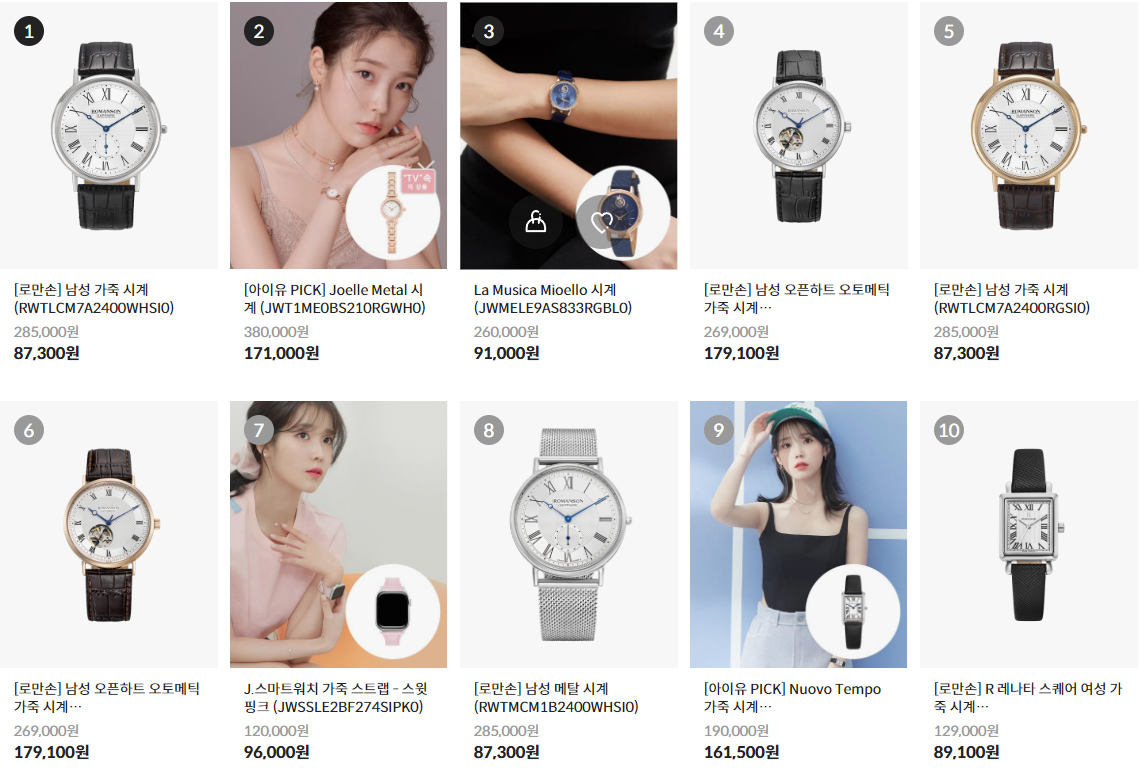 1
2
3
4
5
ROMANSON
"TV"속
ROMANSON
[로만손] 남성 가죽 시계
(RWTLCM7A2400WHSI0)
285,000원
87,300원
[아이유 PICK] Joelle Metal 시
계 (JWT1ME0BS210RGWH0)
380,000원
171,000원
La Musica Mioello 시계
(JWMELE9AS833RGBL0)
260,000원
91,000원
[로만손] 남성 오픈하트 오토메틱
가죽 시계…
269,000원
179,100원
[로만손] 남성 가죽 시계
(RWTLCM7A2400RGSI0)
285,000원
87,300원
6
7
8
9
10
ROMANSON
[로만손] 남성 오픈하트 오토메틱
가죽 시계…
269,000원
179,100원
J.스마트워치 가죽 스트랩 - 스윗
핑크 (JWSSLE2BF274SIPK0)
120,000원
96,000원
[로만손] 남성 메탈 시계
(RWTMCM1B2400WHSI0)
285,000원
87,300원
[아이유 PICK] Nuovo Tempo
가죽 시계…
190,000원
161,500원
[로만손] R 레나타 스퀘어 여성 가
죽 시계…
129,000원
89,100원